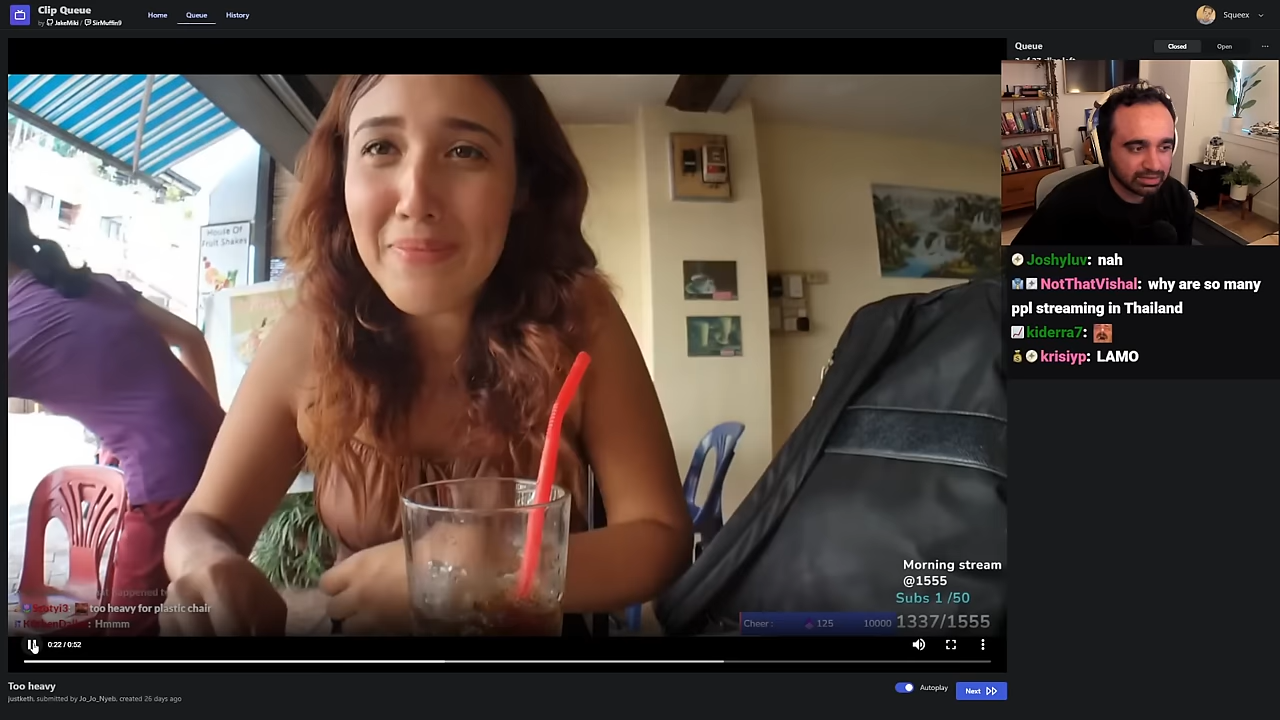 Clip Queue
by JakeMiki / SirMuffin9
Home
Queue
History
Squeex
Queue
Closed
Open
House Of
Fruit Shakes
Joshyluv: nah
NotThatVishal: why are so many
ppl streaming in Thailand
kiderra7:
krisiyp: LAMO
too heavy for plastic chair
: Hmmm
Morning stream
@1555
Subs 1 /50
Cheer : 125 10000
1337/1555
0:22 / 0:52
Too heavy
justketh, submitted by Jo_Jo_Nyeb, created 26 days ago
Autoplay
Next